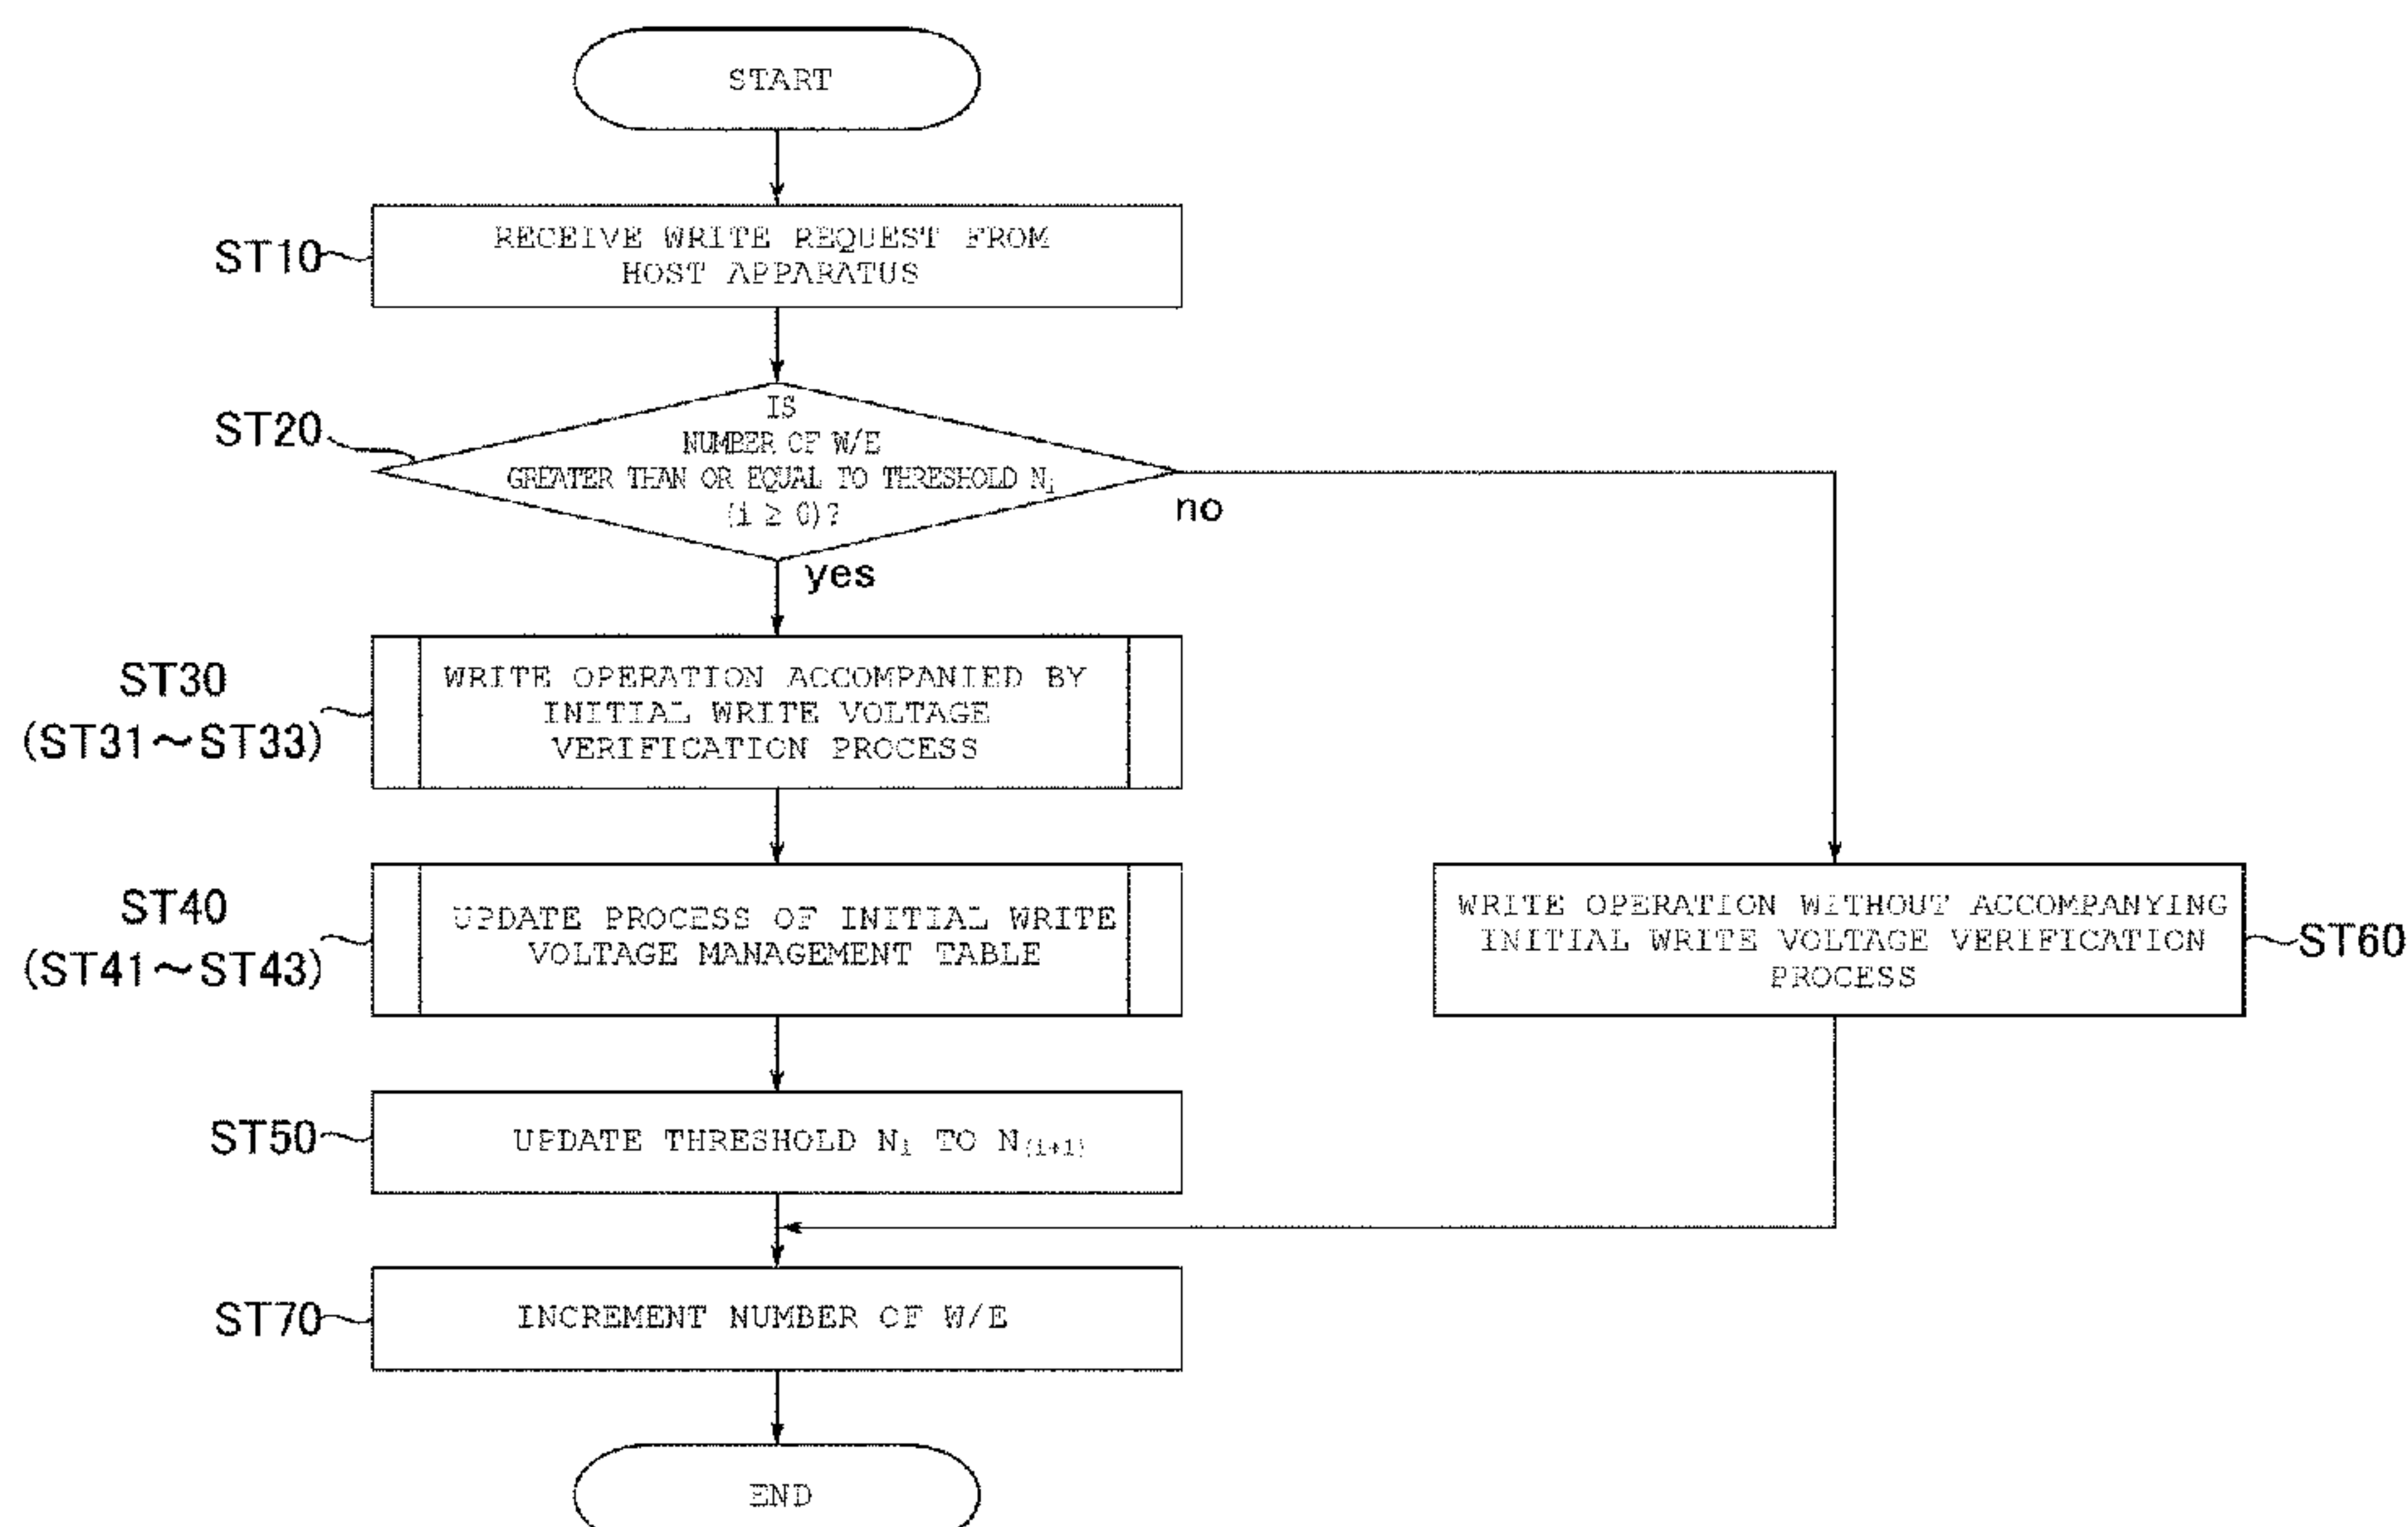 START
ST10
RECEIVE WRITE REQUEST FROM
HOST APPARATUS
ST20
IS
NUMBER OF W/E
GREATER THAN OR EQUAL TO THRESHOLD Nᵢ
(i ≥ 0)?
no
yes
ST30
(ST31～ST33)
WRITE OPERATION ACCOMPANIED BY
INITIAL WRITE VOLTAGE
VERIFICATION PROCESS
ST40
(ST41～ST43)
UPDATE PROCESS OF INITIAL WRITE
VOLTAGE MANAGEMENT TABLE
WRITE OPERATION WITHOUT ACCOMPANYING
INITIAL WRITE VOLTAGE VERIFICATION
PROCESS
ST60
ST50
UPDATE THRESHOLD Nᵢ TO N₍ᵢ₊₁₎
ST70
INCREMENT NUMBER OF W/E
END